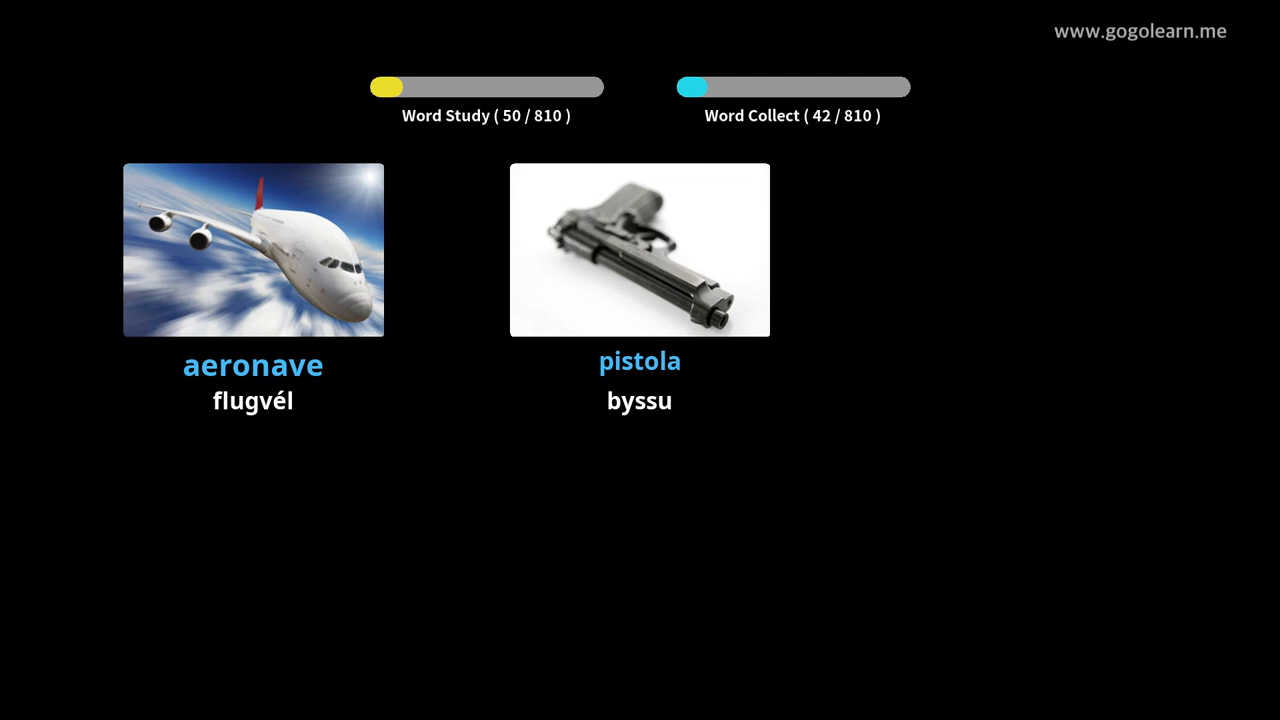 www.gogolearn.me
Word Study ( 50 / 810 )
Word Collect ( 42 / 810 )
aeronave
flugvél
pistola
byssu